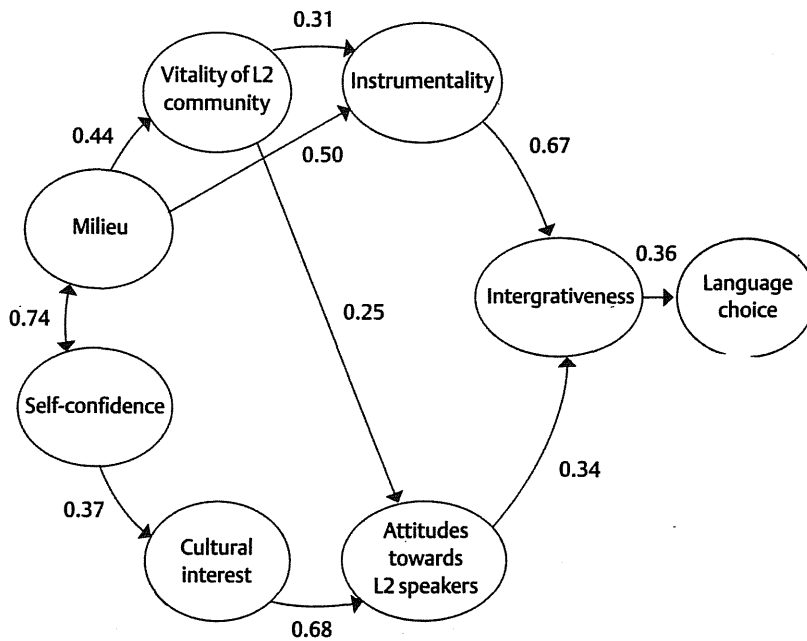 0.31
Vitality of L2
community
Instrumentality
0.44
0.50
0.67
Milieu
0.36
Intergrativeness
Language
choice
0.74
0.25
Self-confidence
0.34
0.37
Cultural
interest
Attitudes
towards
L2 speakers
0.68